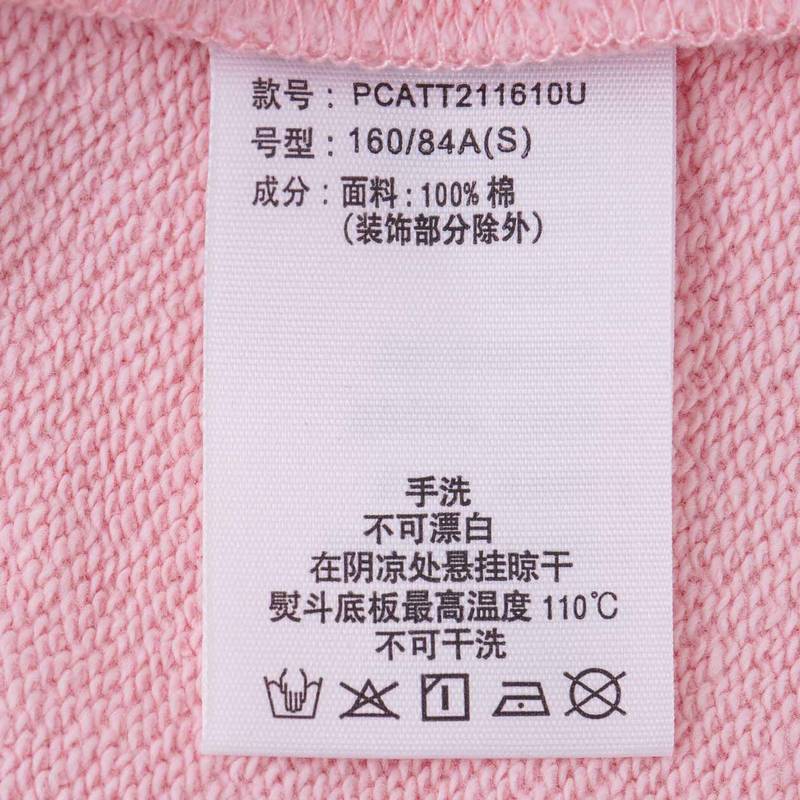 款号：PCATT211610U
号型：160/84A(S)
成分：面料：100% 棉
（装饰部分除外）
手洗
不可漂白
在阴凉处悬挂晾干
熨斗底板最高温度 110℃
不可干洗